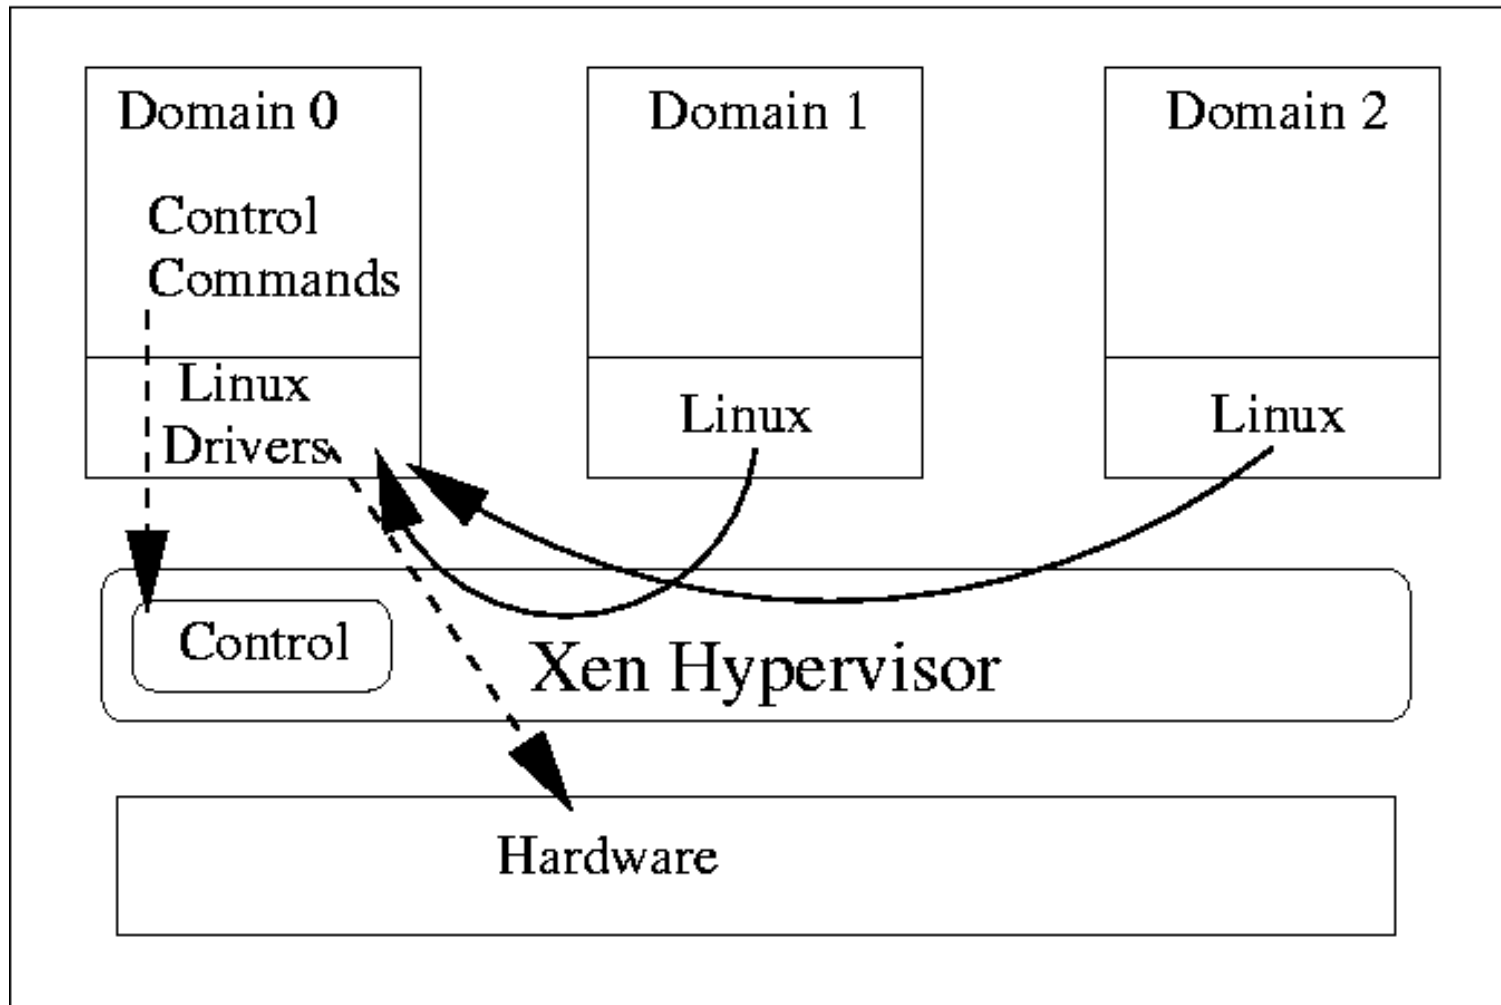 Domain 0
Domain 1
Domain 2
Control
Commands
Linux
Drivers
Linux
Linux
Control
Xen Hypervisor
Hardware